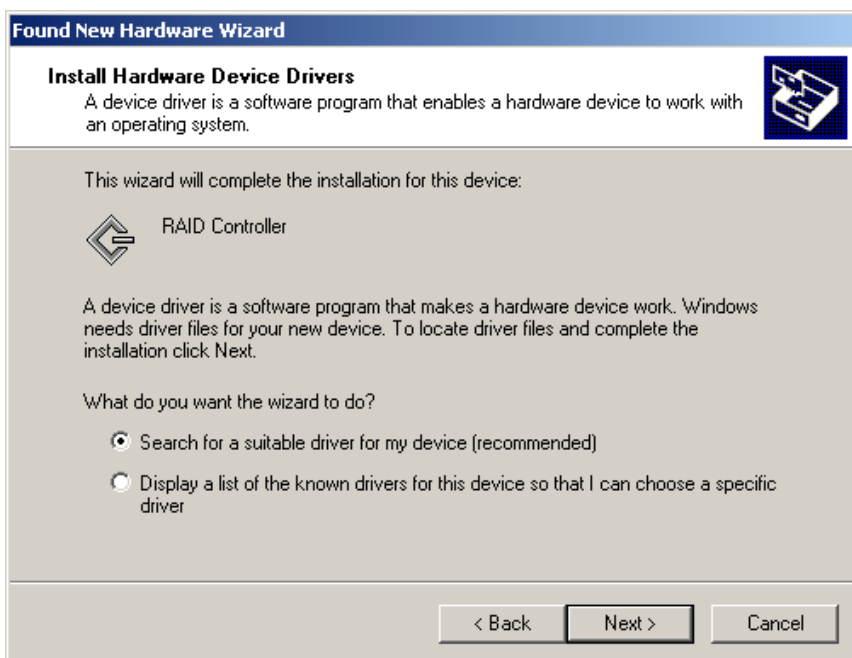 Found New Hardware Wizard
Install Hardware Device Drivers
A device driver is a software program that enables a hardware device to work with
an operating system.
This wizard will complete the installation for this device:
RAID Controller
A device driver is a software program that makes a hardware device work. Windows
needs driver files for your new device. To locate driver files and complete the
installation click Next.
What do you want the wizard to do?
Search for a suitable driver for my device (recommended)
Display a list of the known drivers for this device so that I can choose a specific
driver
< Back
Next >
Cancel